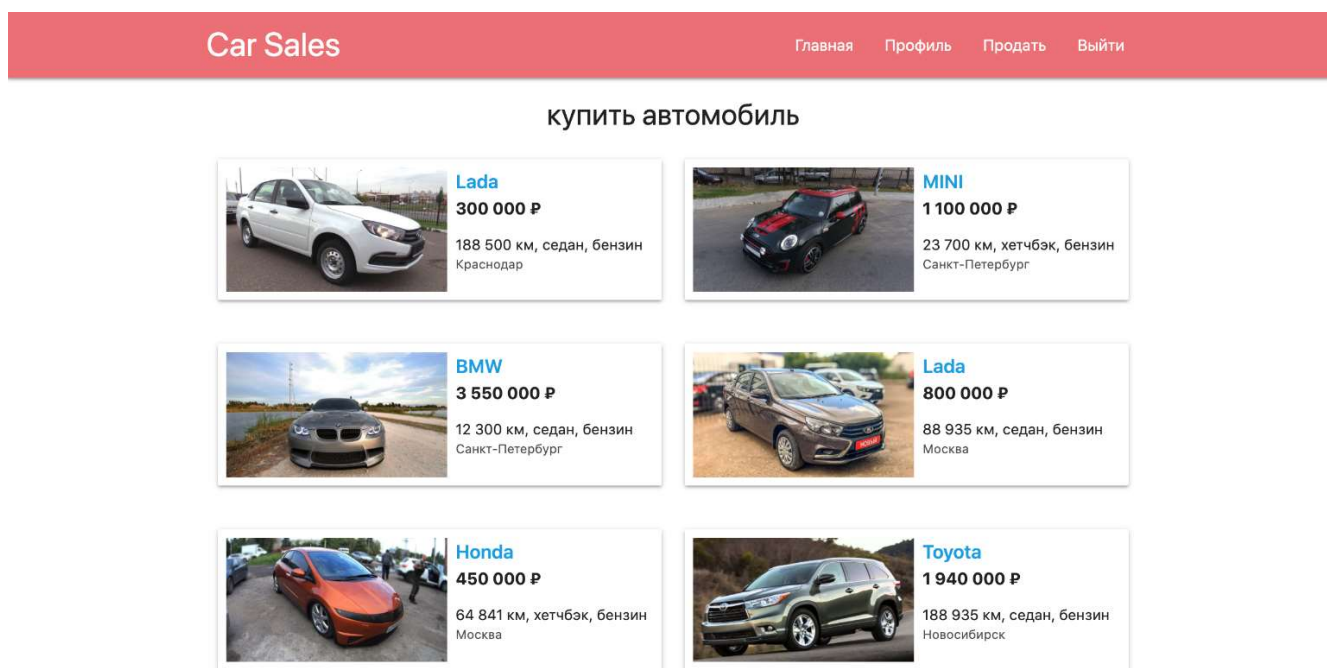 Car Sales
Главная Профиль Продать Выйти
купить автомобиль
Lada
300 000 ₽
188 500 км, седан, бензин
Краснодар
MINI
1 100 000 ₽
23 700 км, хетчбэк, бензин
Санкт-Петербург
BMW
3 550 000 ₽
12 300 км, седан, бензин
Санкт-Петербург
Lada
800 000 ₽
88 935 км, седан, бензин
Москва
Honda
450 000 ₽
64 841 км, хетчбэк, бензин
Москва
Toyota
1 940 000 ₽
188 935 км, седан, бензин
Новосибирск